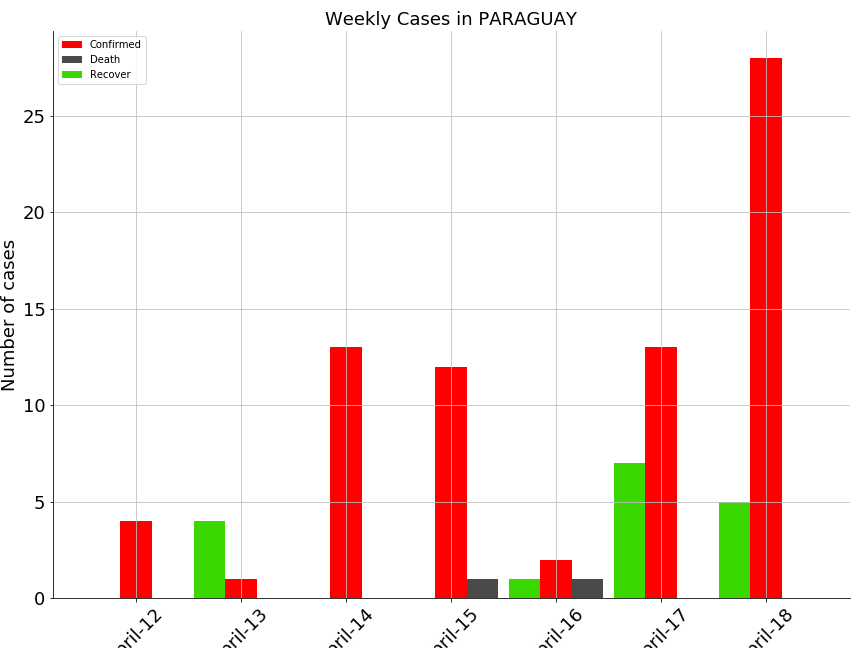 Weekly Cases in PARAGUAY
Confirmed
Death
Recover
Number of cases
25
20
15
10
5
0
pril-12
pril-13
pril-14
pril-15
pril-16
pril-17
pril-18